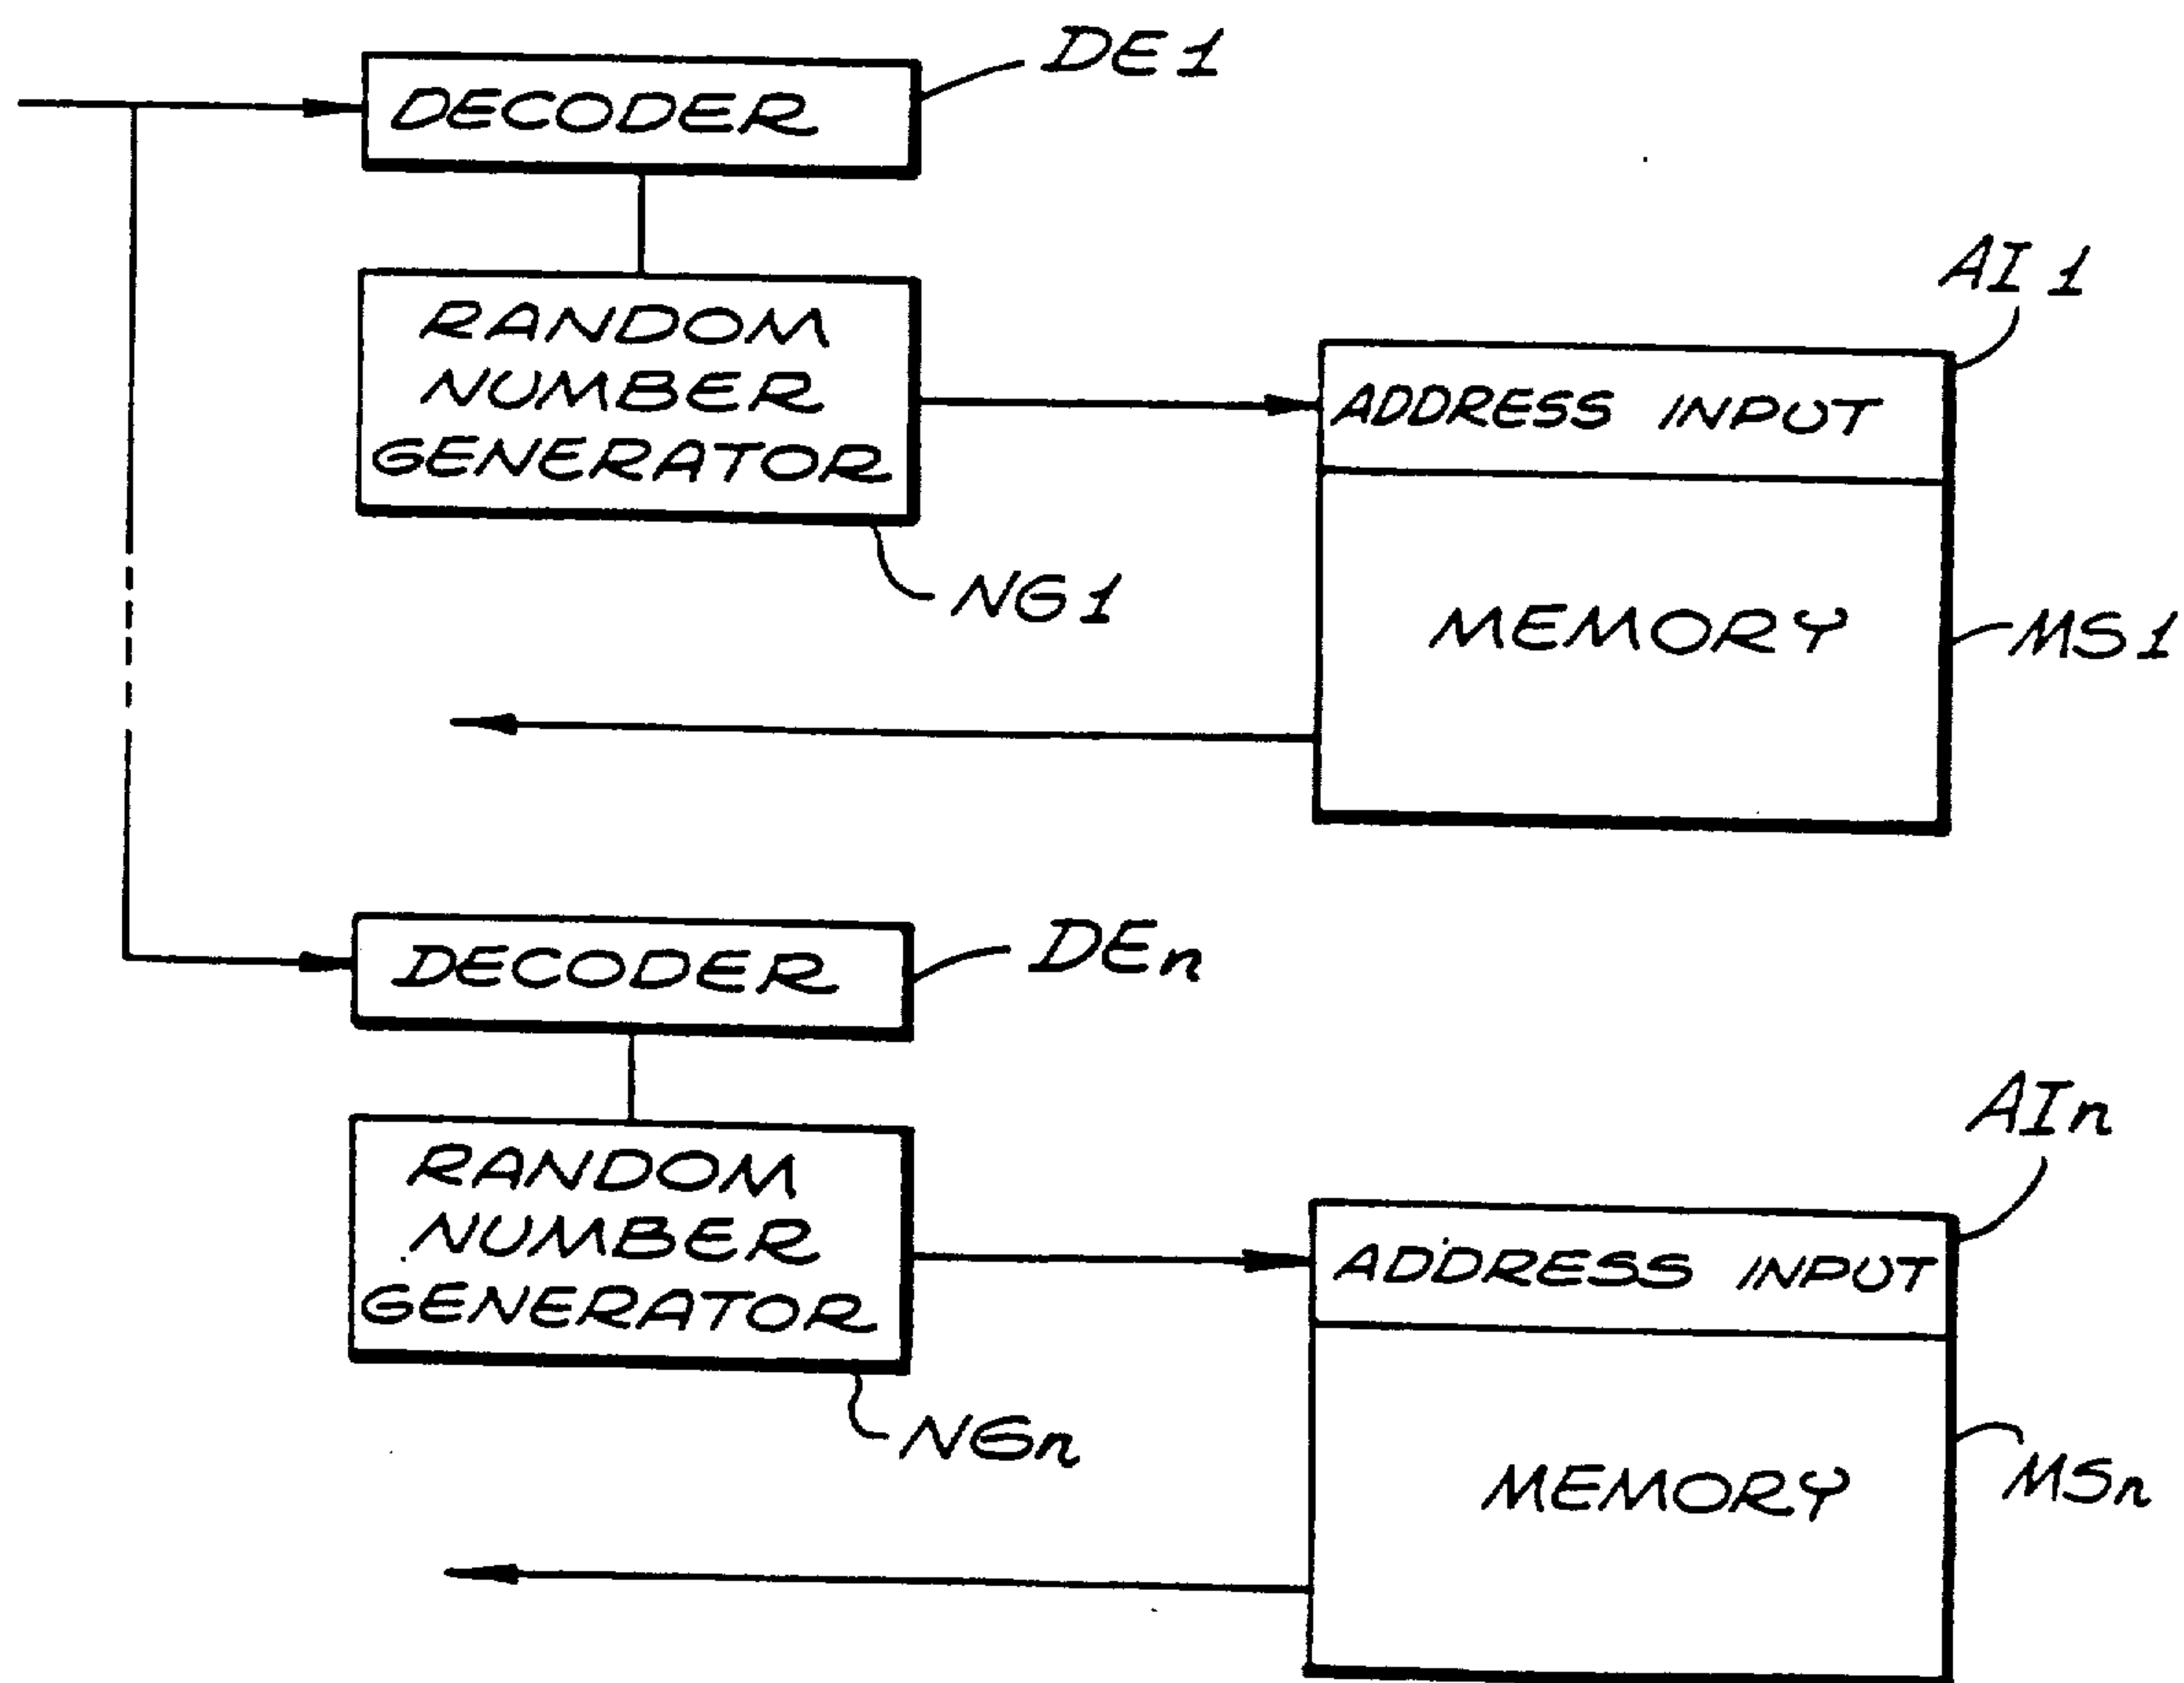 DE1
DECODER
RANDOM
NUMBER
GENERATOR
NG1
AI1
ADDRESS INPUT
MEMORY
MS1
DECODER
DEn
RANDOM
NUMBER
GENERATOR
NGn
AIn
ADDRESS INPUT
MEMORY
MSn